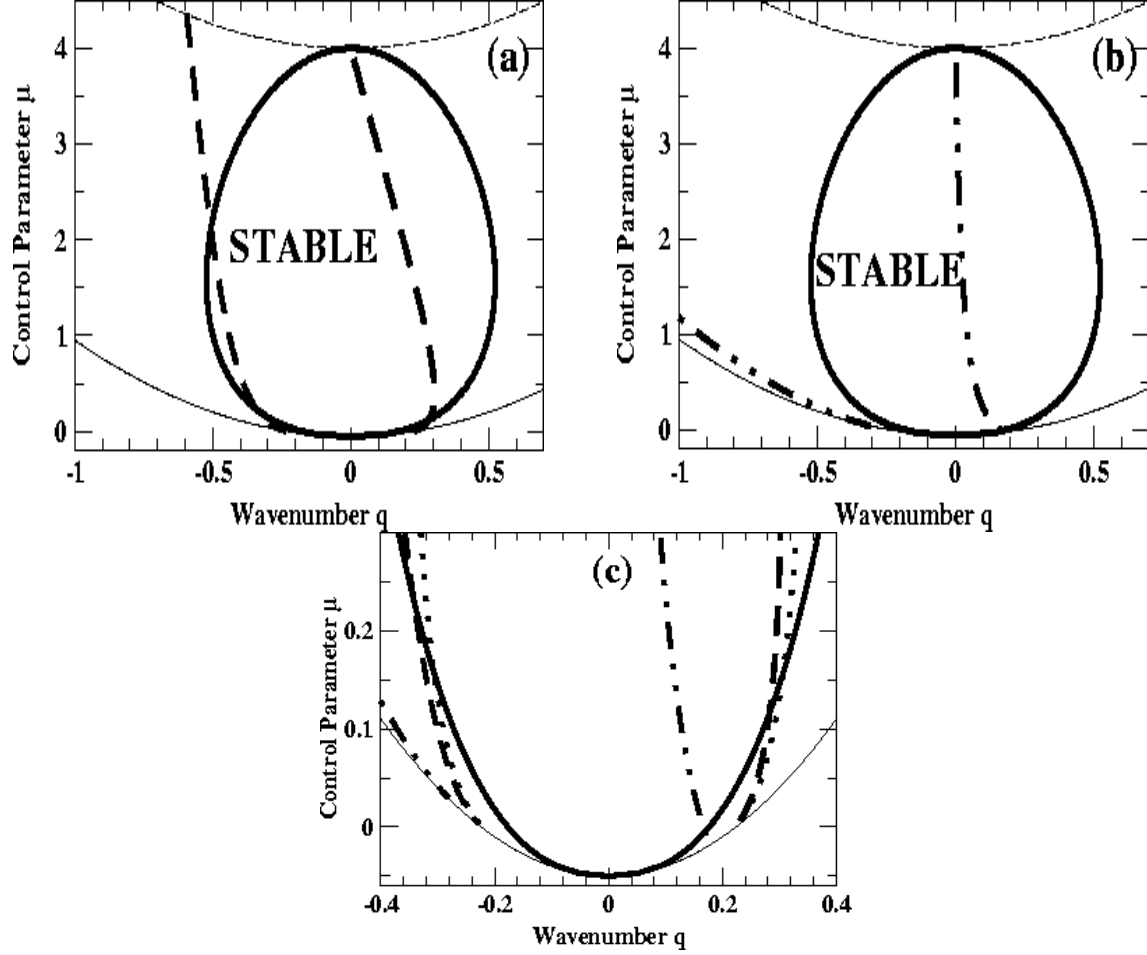 (a)
Control Parameter μ
4
3
2
1
0
STABLE
-1
-0.5
0
0.5
Wavenumber q
(b)
Control Parameter μ
4
3
2
1
0
STABLE
-1
-0.5
0
0.5
Wavenumber q
(c)
Control Parameter μ
0.2
0.1
0
-0.4
-0.2
0
0.2
0.4
Wavenumber q